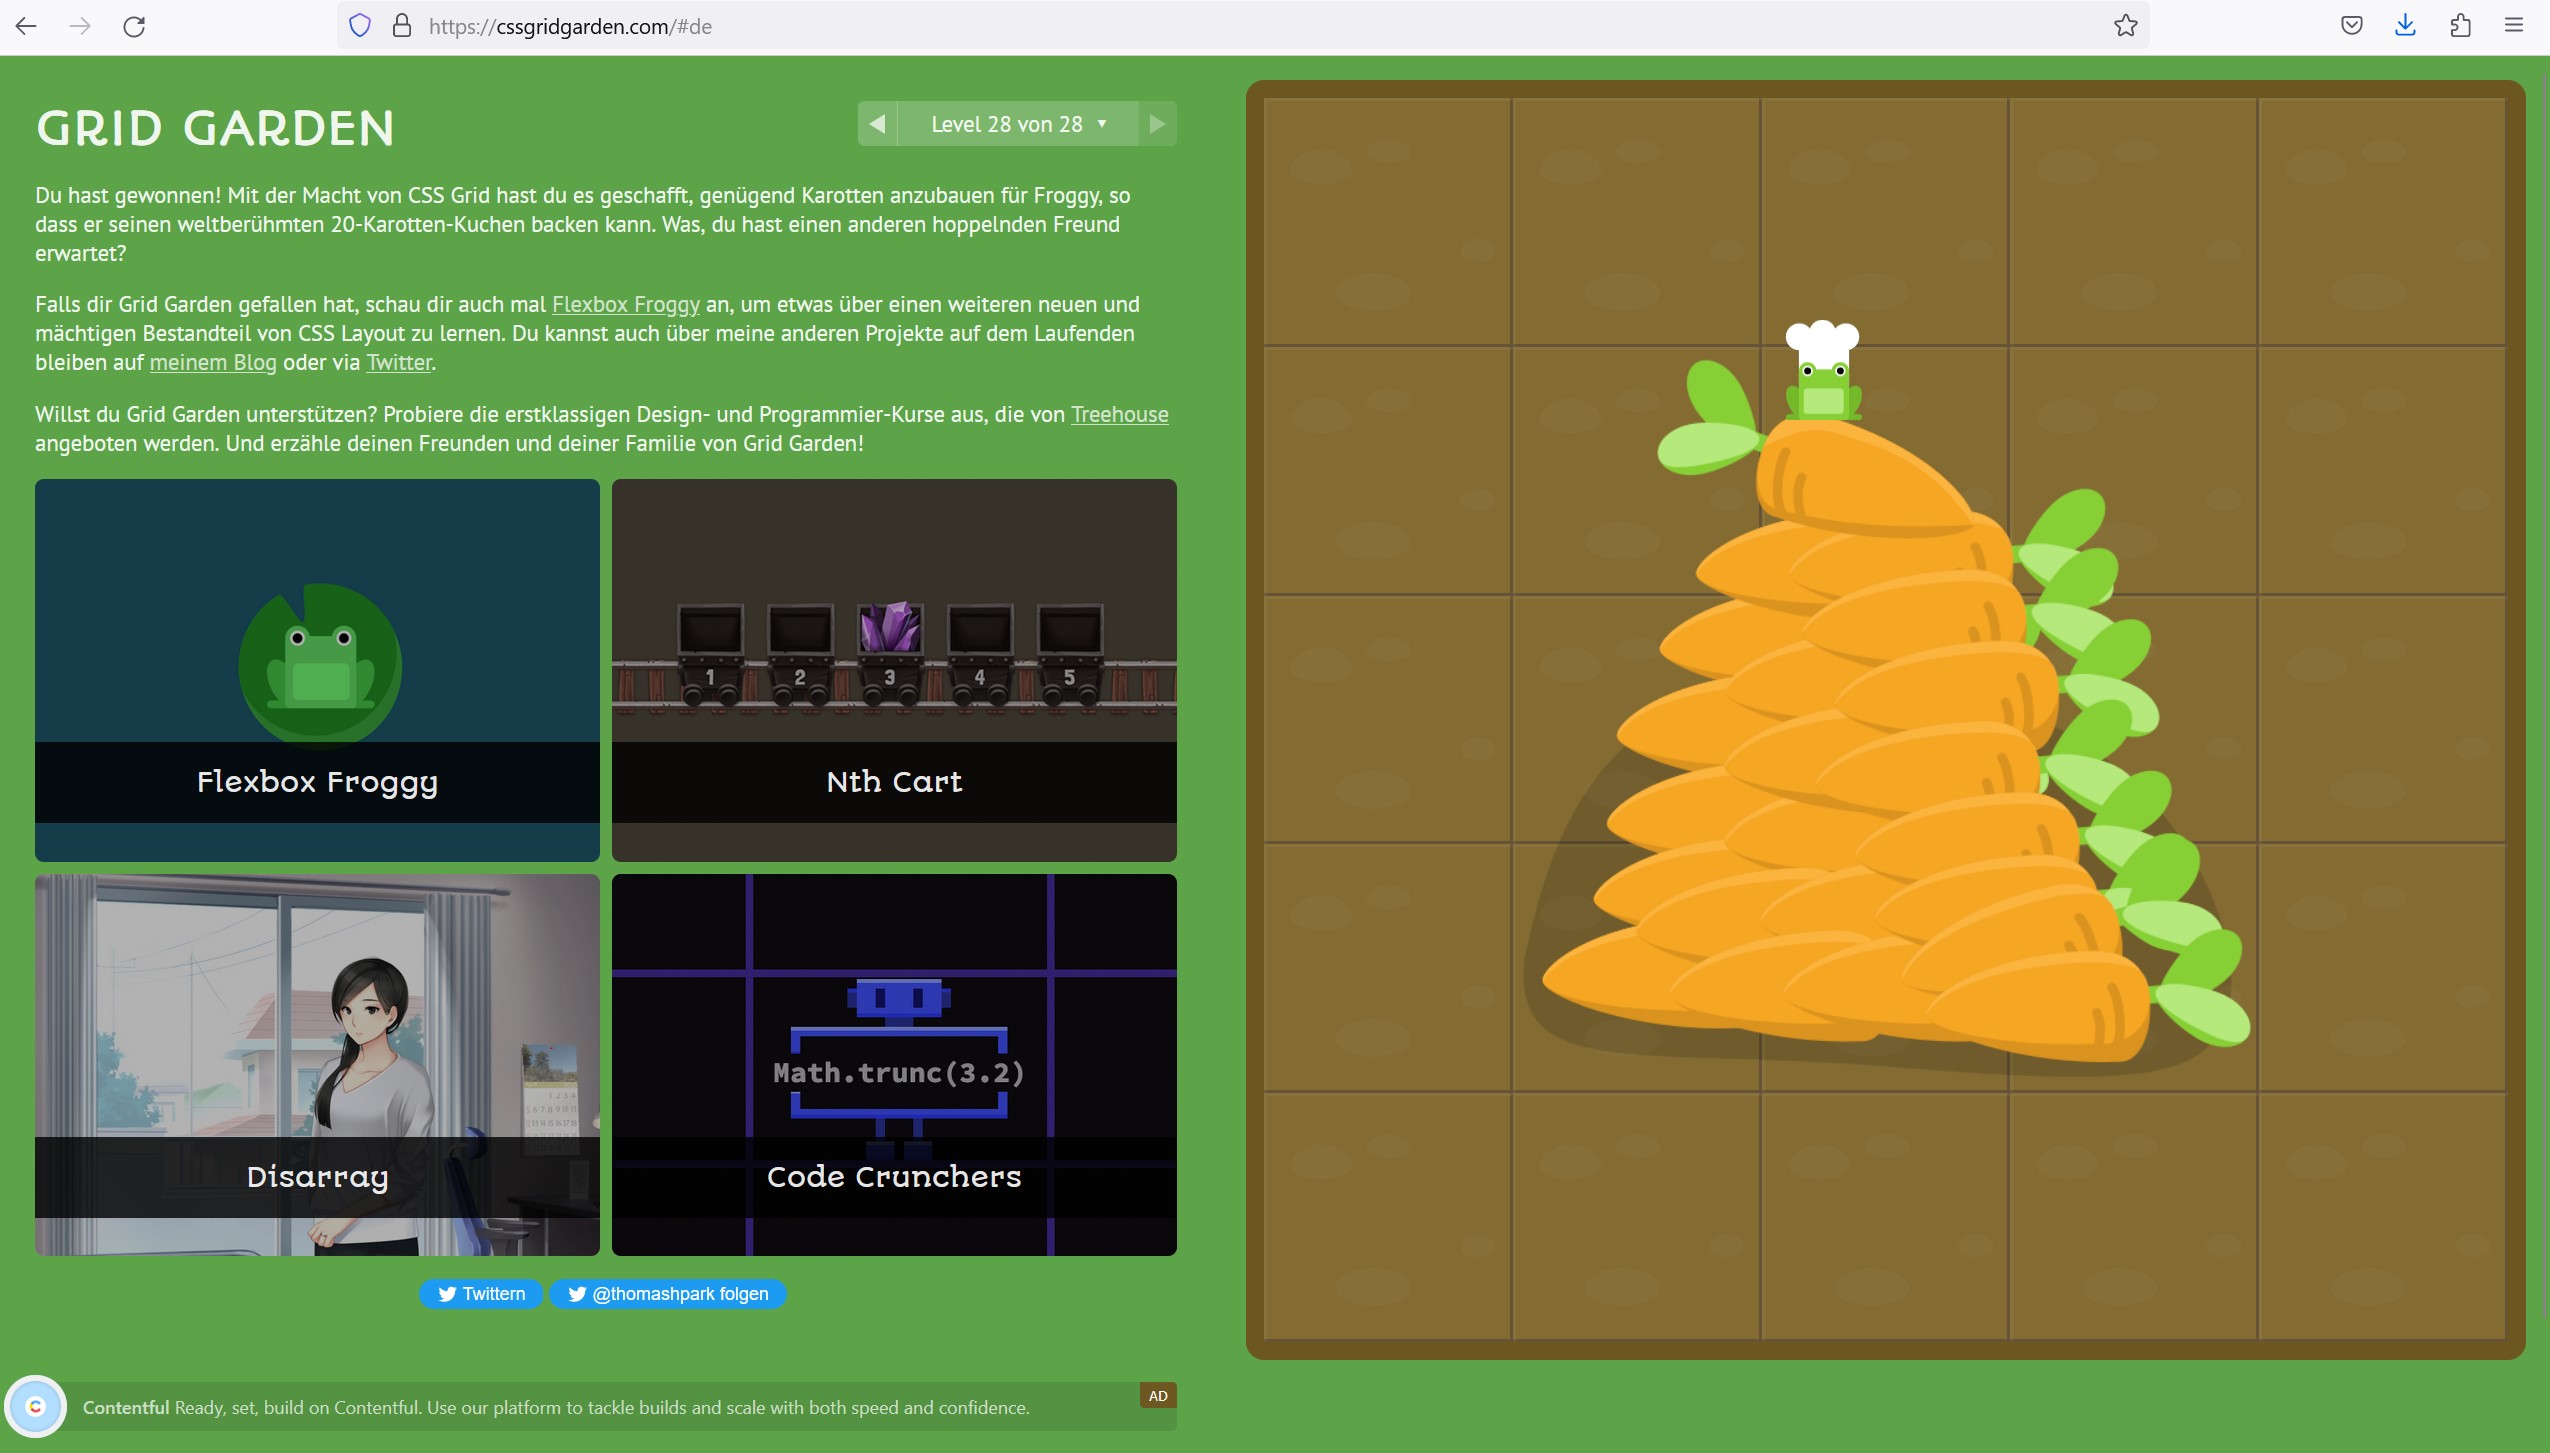 https://cssgridgarden.com/#de
GRID GARDEN
Level 28 von 28
Du hast gewonnen! Mit der Macht von CSS Grid hast du es geschafft, genügend Karotten anzubauen für Froggy, so
dass er seinen weltberühmten 20-Karotten-Kuchen backen kann. Was, du hast einen anderen hoppelnden Freund
erwartet?
Falls dir Grid Garden gefallen hat, schau dir auch mal Flexbox Froggy an, um etwas über einen weiteren neuen und
mächtigen Bestandteil von CSS Layout zu lernen. Du kannst auch über meine anderen Projekte auf dem Laufenden
bleiben auf meinem Blog oder via Twitter.
Willst du Grid Garden unterstützen? Probiere die erstklassigen Design- und Programmier-Kurse aus, die von Treehouse
angeboten werden. Und erzähle deinen Freunden und deiner Familie von Grid Garden!
Flexbox Froggy
1 2 3 4 5
Nth Cart
Disarray
Math.trunc(3.2)
Code Crunchers
Twittern
@thomashpark folgen
Contentful Ready, set, build on Contentful. Use our platform to tackle builds and scale with both speed and confidence.
AD